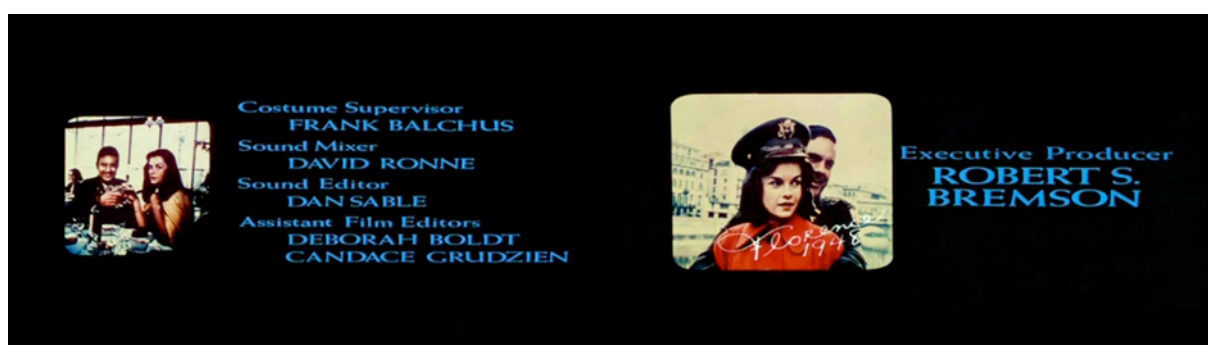 Costume Supervisor
FRANK BALCHUS
Sound Mixer
DAVID RONNE
Sound Editor
DAN SABLE
Assistant Film Editors
DEBORAH BOLDT
CANDACE GRUDZIEN
Florence
1948
Executive Producer
ROBERT S.
BREMSON